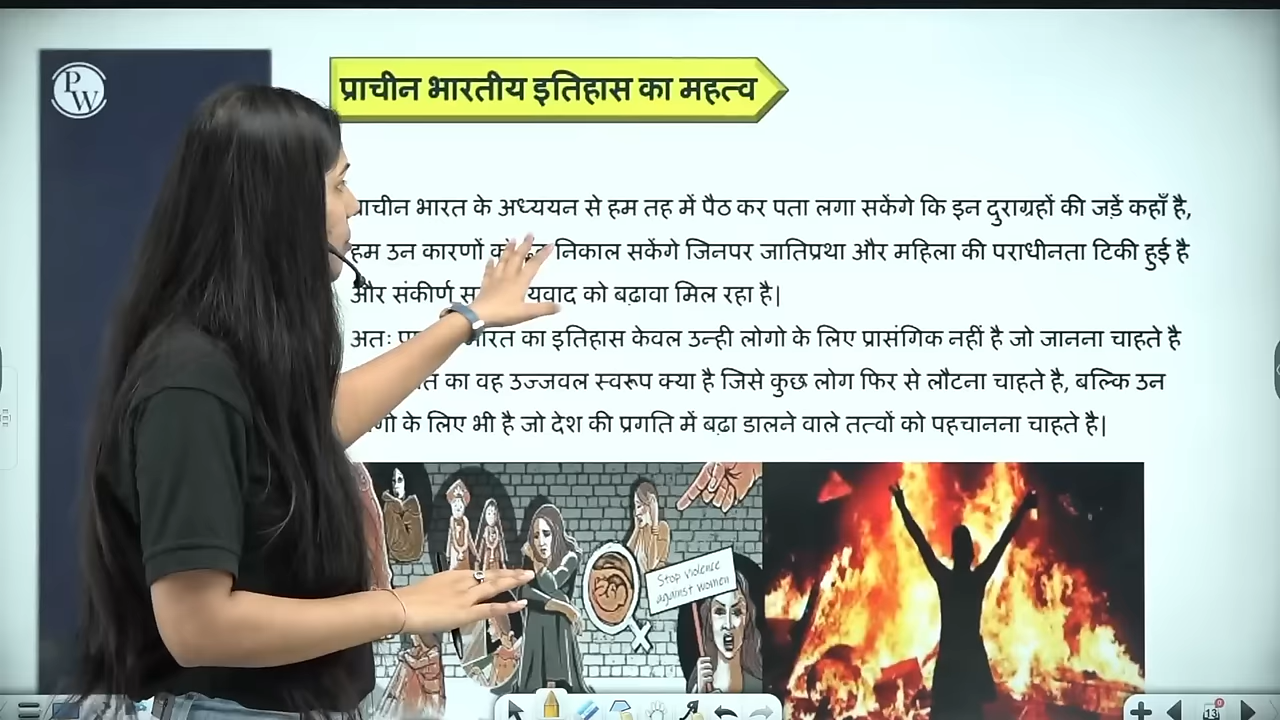 PW
प्राचीन भारतीय इतिहास का महत्व
भारत के अध्ययन से हम तह में पैठ कर पता लगा सकेंगे कि इन दुराग्रहों की जड़ें कहाँ है,
हम उन कारणों निकाल सकेंगे जिनपर जातिप्रथा और महिला की पराधीनता टिकी हुई है
और संकीर्ण को बढ़ावा मिल रहा है|
अतः भारत का इतिहास केवल उन्ही लोगो के लिए प्रासंगिक नहीं है जो जानना चाहते है
का वह उज्जवल स्वरूप क्या है जिसे कुछ लोग फिर से लौटना चाहते है, बल्कि उन
के लिए भी है जो देश की प्रगति में बढ़ा डालने वाले तत्वों को पहचानना चाहते है|
Stop violence
against women
13